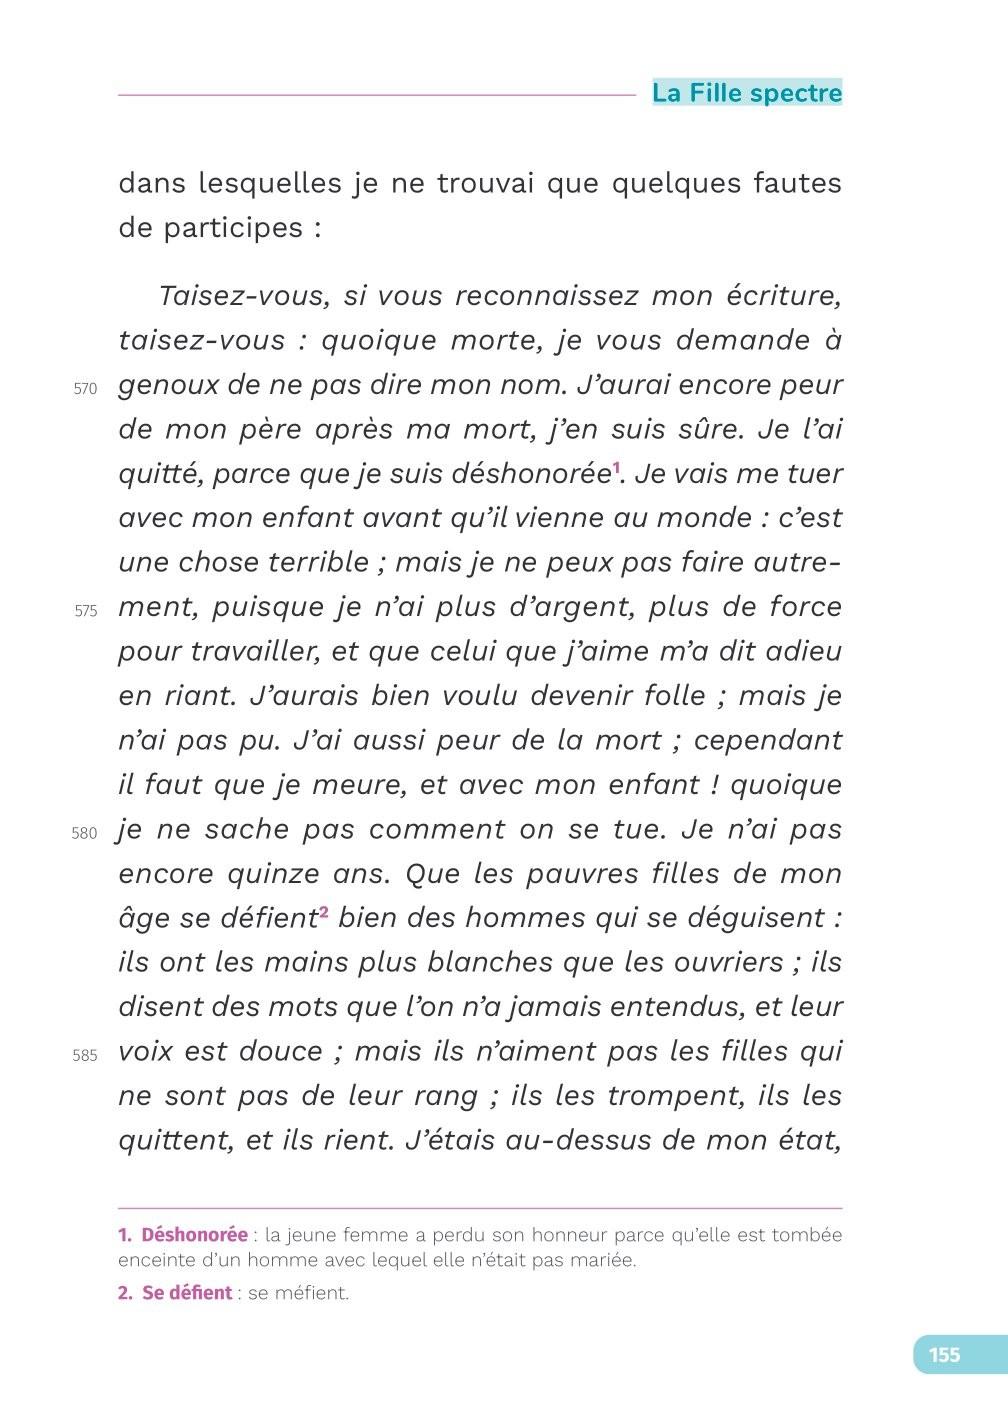 La Fille spectre
dans lesquelles je ne trouvai que quelques fautes
de participes :
Taisez-vous, si vous reconnaissez mon écriture,
taisez-vous : quoique morte, je vous demande à
570 genoux de ne pas dire mon nom. J’aurai encore peur
de mon père après ma mort, j’en suis sûre. Je l’ai
quitté, parce que je suis déshonorée1. Je vais me tuer
avec mon enfant avant qu’il vienne au monde : c’est
une chose terrible ; mais je ne peux pas faire autre-
575 ment, puisque je n’ai plus d’argent, plus de force
pour travailler, et que celui que j’aime m’a dit adieu
en riant. J’aurais bien voulu devenir folle ; mais je
n’ai pas pu. J’ai aussi peur de la mort ; cependant
il faut que je meure, et avec mon enfant ! quoique
580 je ne sache pas comment on se tue. Je n’ai pas
encore quinze ans. Que les pauvres filles de mon
âge se défient2 bien des hommes qui se déguisent :
ils ont les mains plus blanches que les ouvriers ; ils
disent des mots que l’on n’a jamais entendus, et leur
585 voix est douce ; mais ils n’aiment pas les filles qui
ne sont pas de leur rang ; ils les trompent, ils les
quittent, et ils rient. J’étais au-dessus de mon état,
1. Déshonorée : la jeune femme a perdu son honneur parce qu’elle est tombée
enceinte d’un homme avec lequel elle n’était pas mariée.
2. Se défient : se méfient.
155